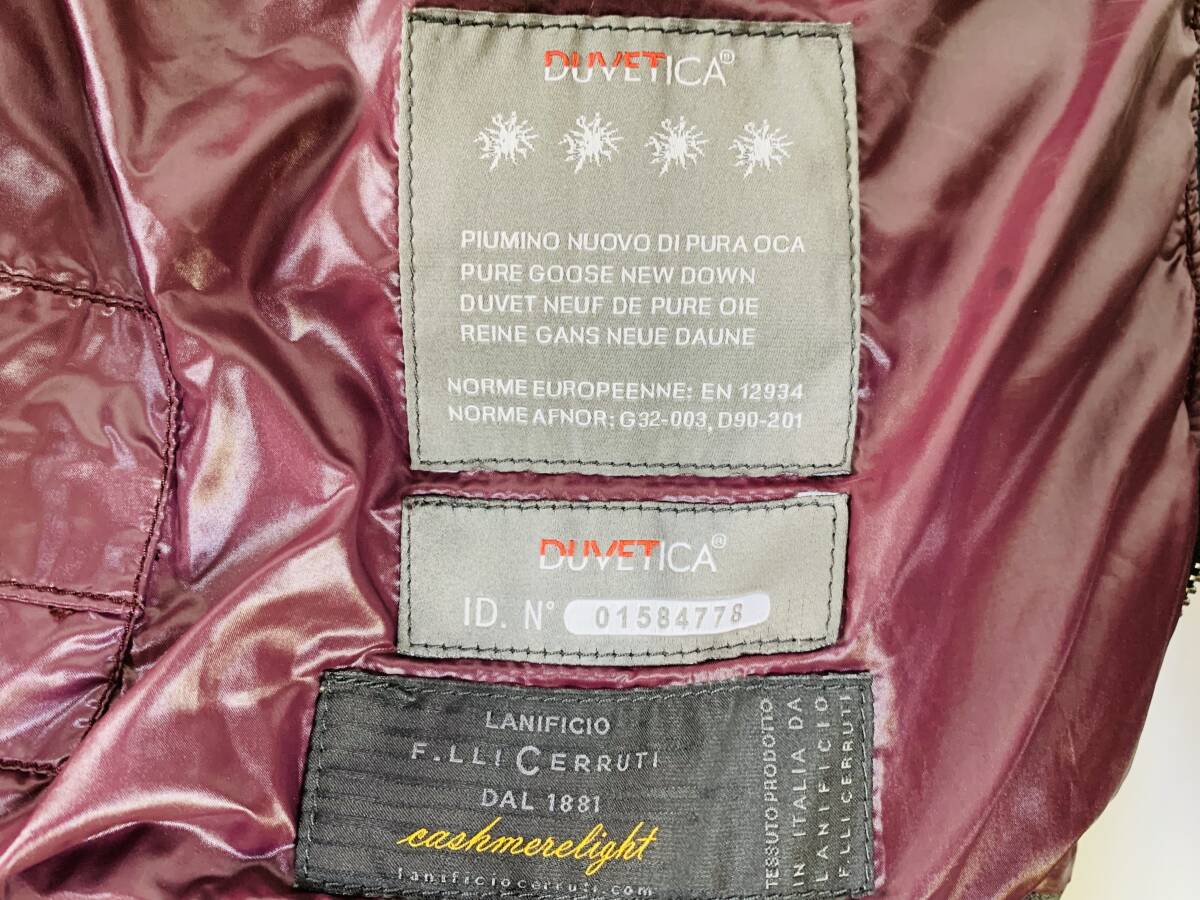 DUVETICA®
PIUMINO NUOVO DI PURA OCA
PURE GOOSE NEW DOWN
DUVET NEUF DE PURE OIE
REINE GANS NEUE DAUNE
NORME EUROPEENNE: EN 12934
NORME AFNOR: G32-003, D90-201
DUVETICA®
ID. N° 01584778
LANIFICIO
F.LLI CERRUTI
DAL 1881
cashmerelight
lanificiocerruti.com
TESSUTO PRODOTTO
IN ITALIA DA
LANIFICIO
F.LLI CERRUTI